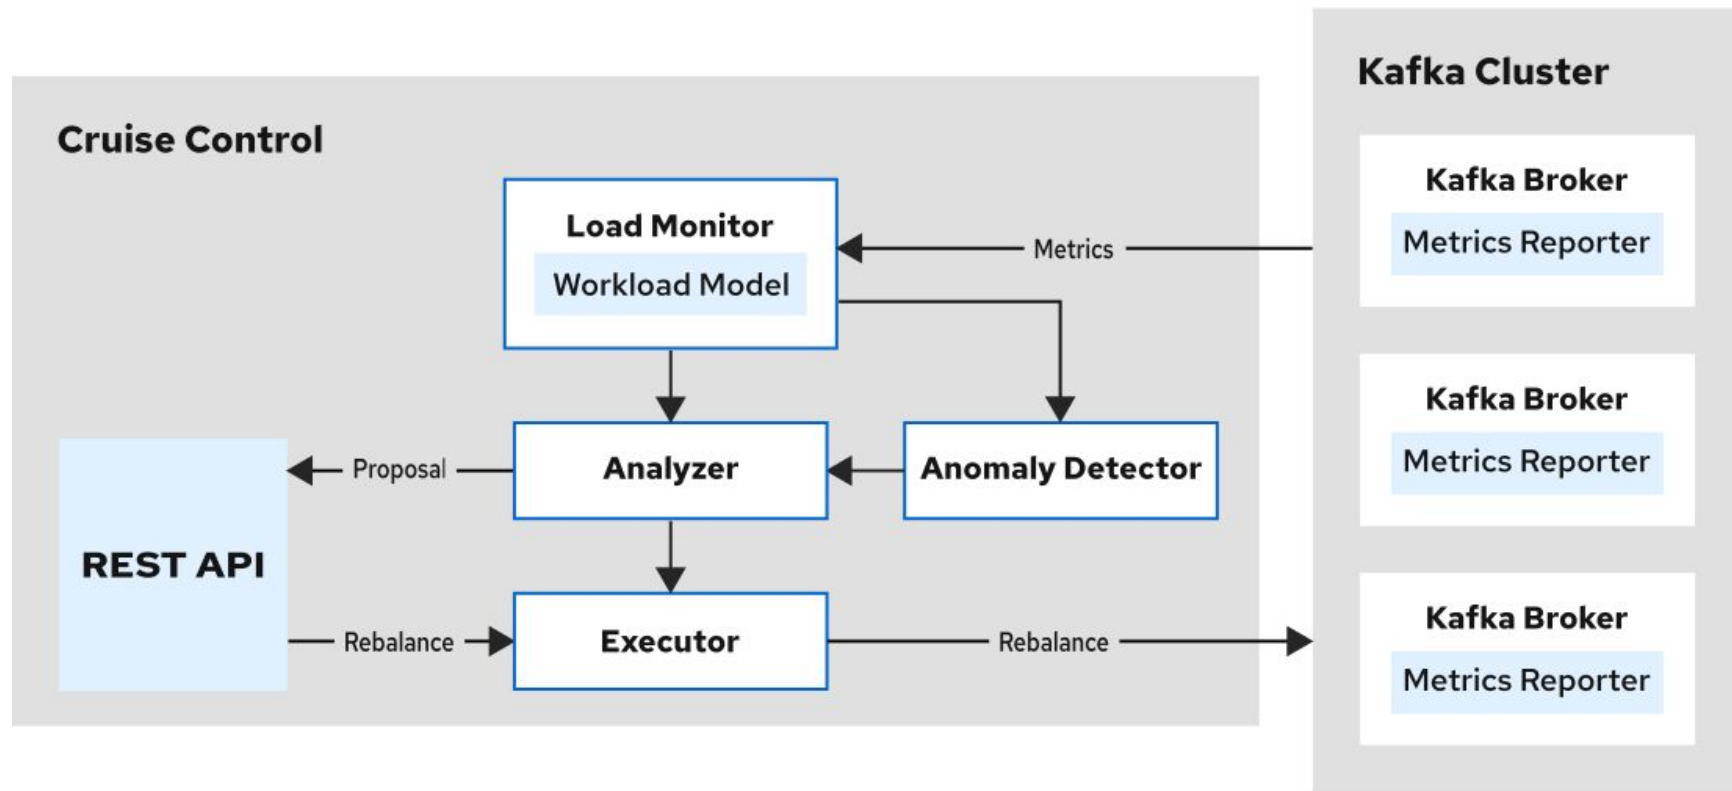 Kafka Cluster
Cruise Control
Kafka Broker
Metrics Reporter
Load Monitor
Workload Model
Metrics
Kafka Broker
Metrics Reporter
Proposal
Analyzer
Anomaly Detector
REST API
Rebalance
Executor
Rebalance
Kafka Broker
Metrics Reporter